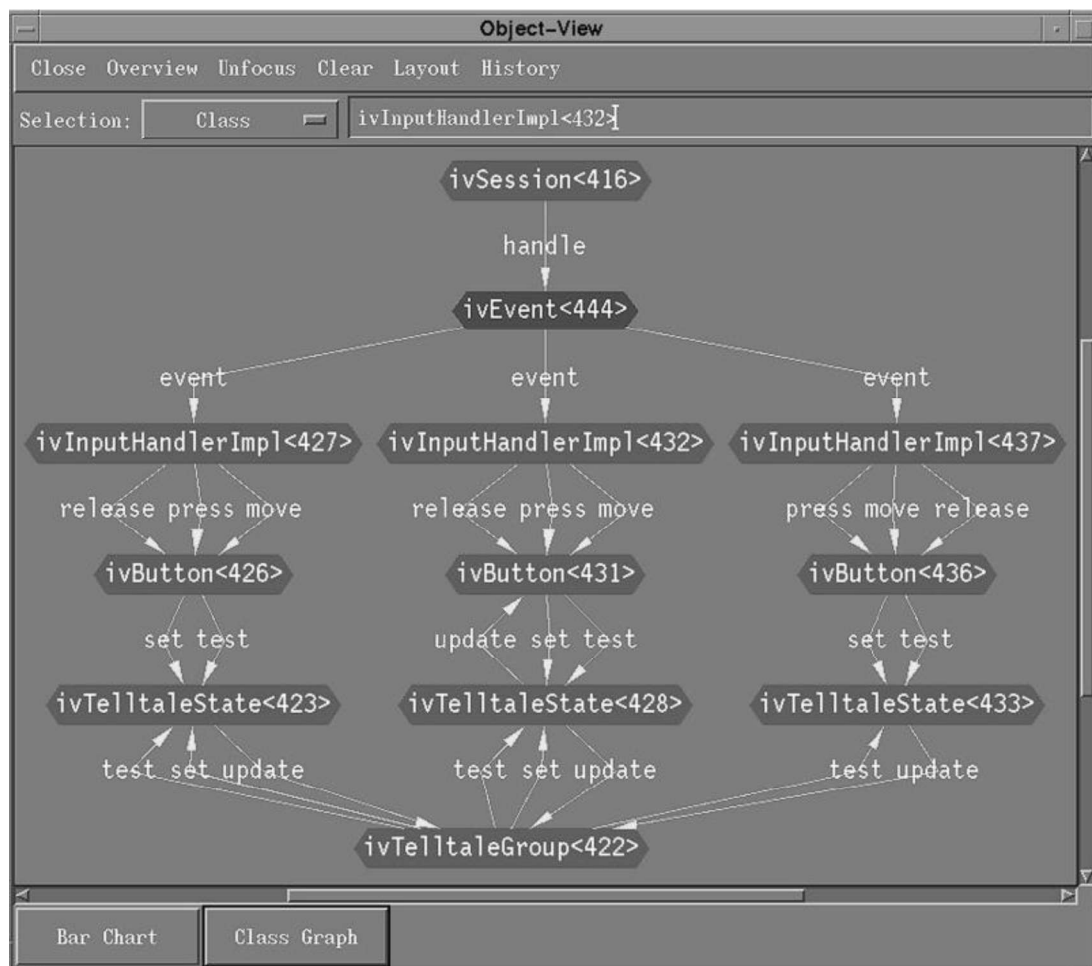 Object-View
Close Overview Unfocus Clear Layout History
Selection: Class ivInputHandlerImpl<432>
ivSession<416>
handle
ivEvent<444>
event event event
ivInputHandlerImpl<427> ivInputHandlerImpl<432> ivInputHandlerImpl<437>
release press move release press move press move release
ivButton<426> ivButton<431> ivButton<436>
set test update set test set test
ivTelltaleState<423> ivTelltaleState<428> ivTelltaleState<433>
test set update test set update test update
ivTelltaleGroup<422>
Bar Chart Class Graph